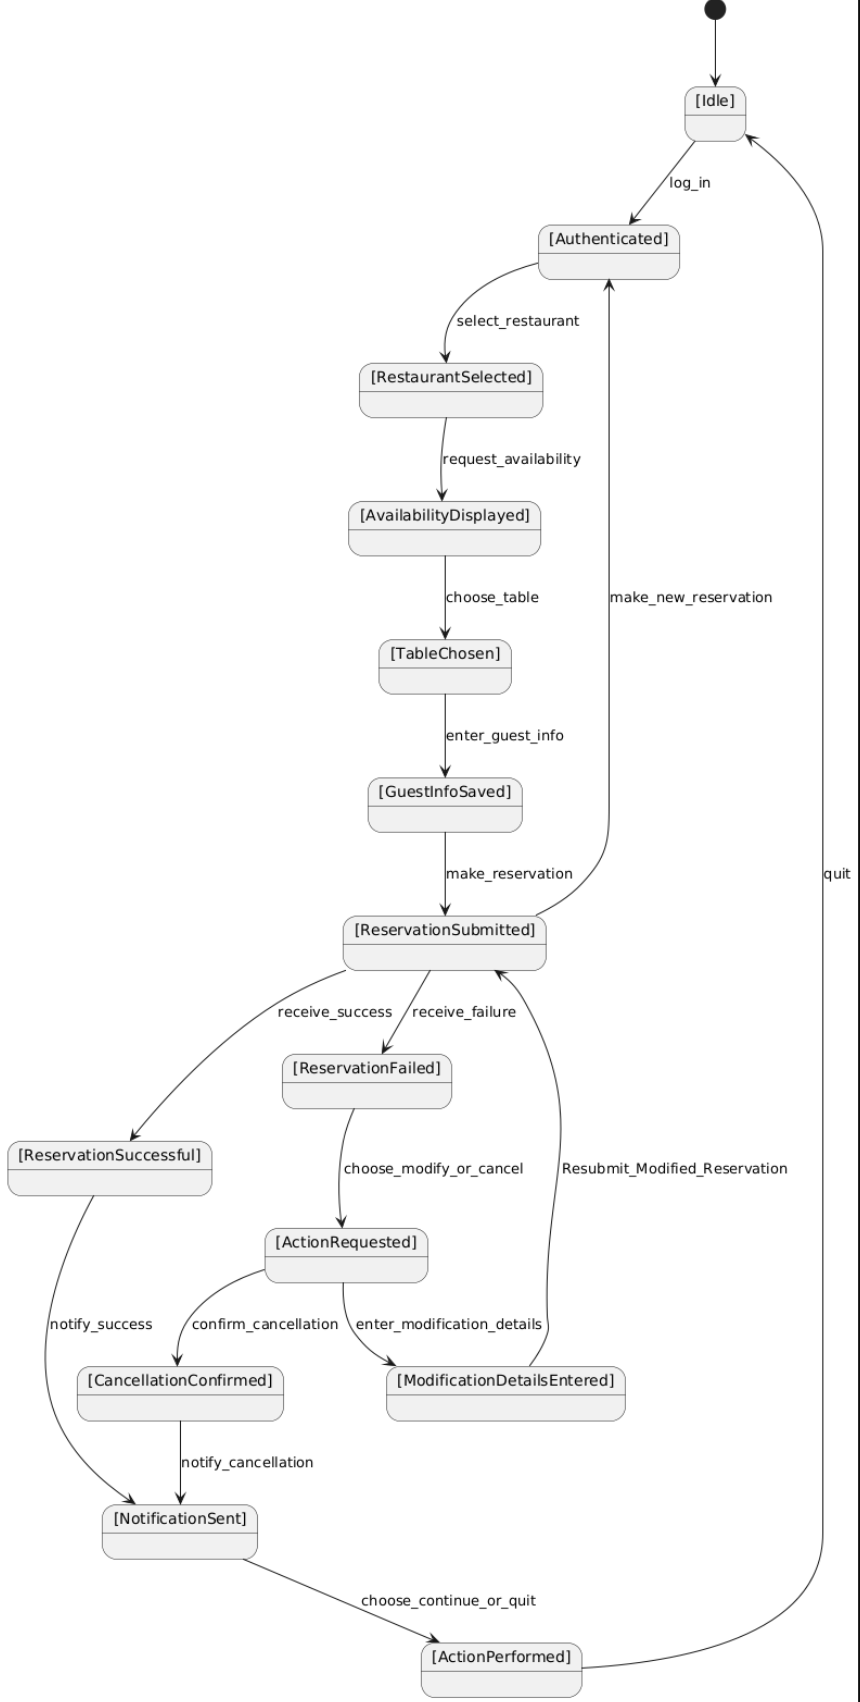 [Idle]
log_in
[Authenticated]
select_restaurant
[RestaurantSelected]
request_availability
[AvailabilityDisplayed]
choose_table
make_new_reservation
[TableChosen]
enter_guest_info
[GuestInfoSaved]
make_reservation
quit
[ReservationSubmitted]
receive_success
receive_failure
[ReservationFailed]
[ReservationSuccessful]
choose_modify_or_cancel
Resubmit_Modified_Reservation
[ActionRequested]
notify_success
confirm_cancellation
enter_modification_details
[CancellationConfirmed]
[ModificationDetailsEntered]
notify_cancellation
[NotificationSent]
choose_continue_or_quit
[ActionPerformed]